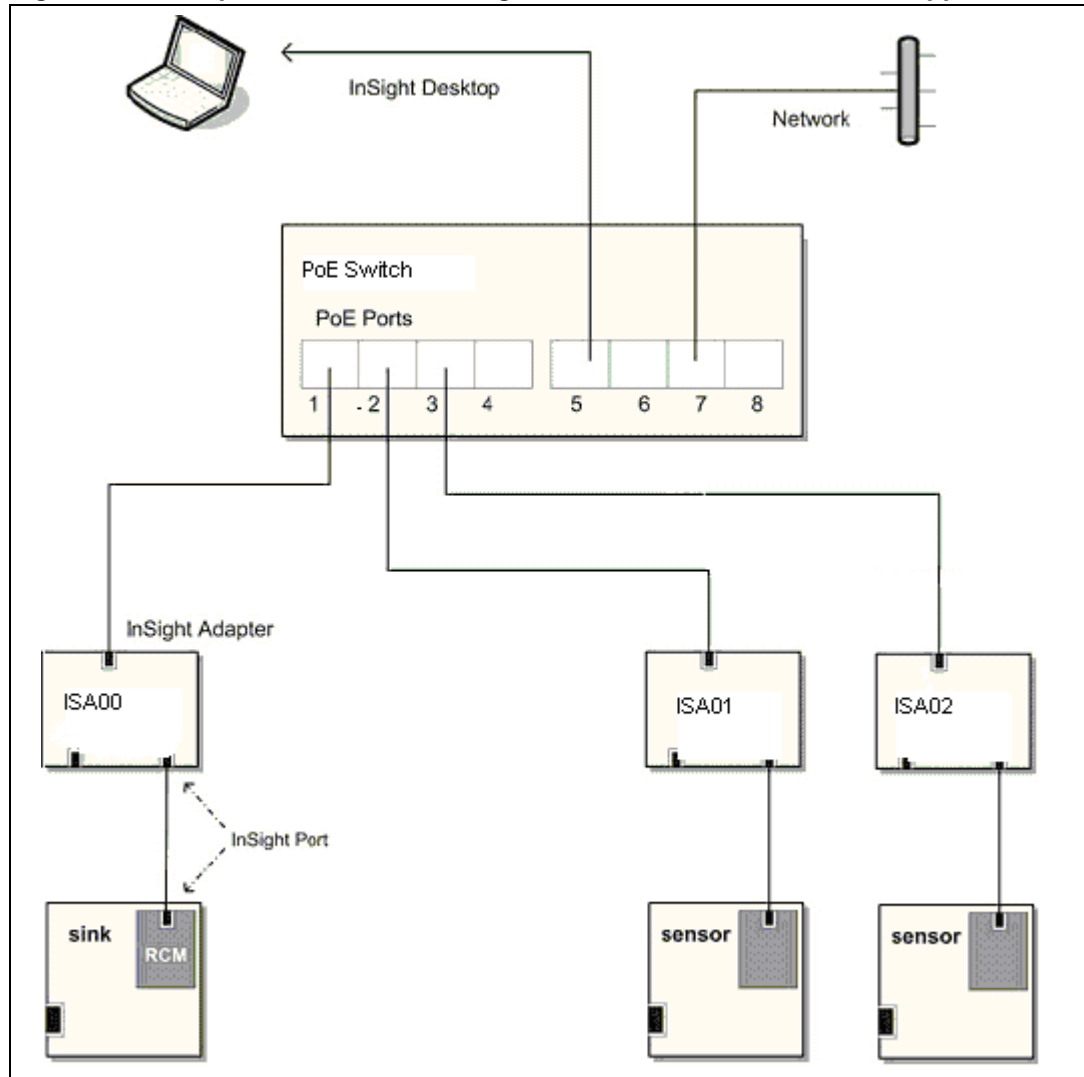 InSight Desktop
Network
PoE Switch
PoE Ports
1 . 2 3 4 5 6 7 8
InSight Adapter
ISA00
ISA01
ISA02
InSight Port
sink
RCM
sensor
sensor